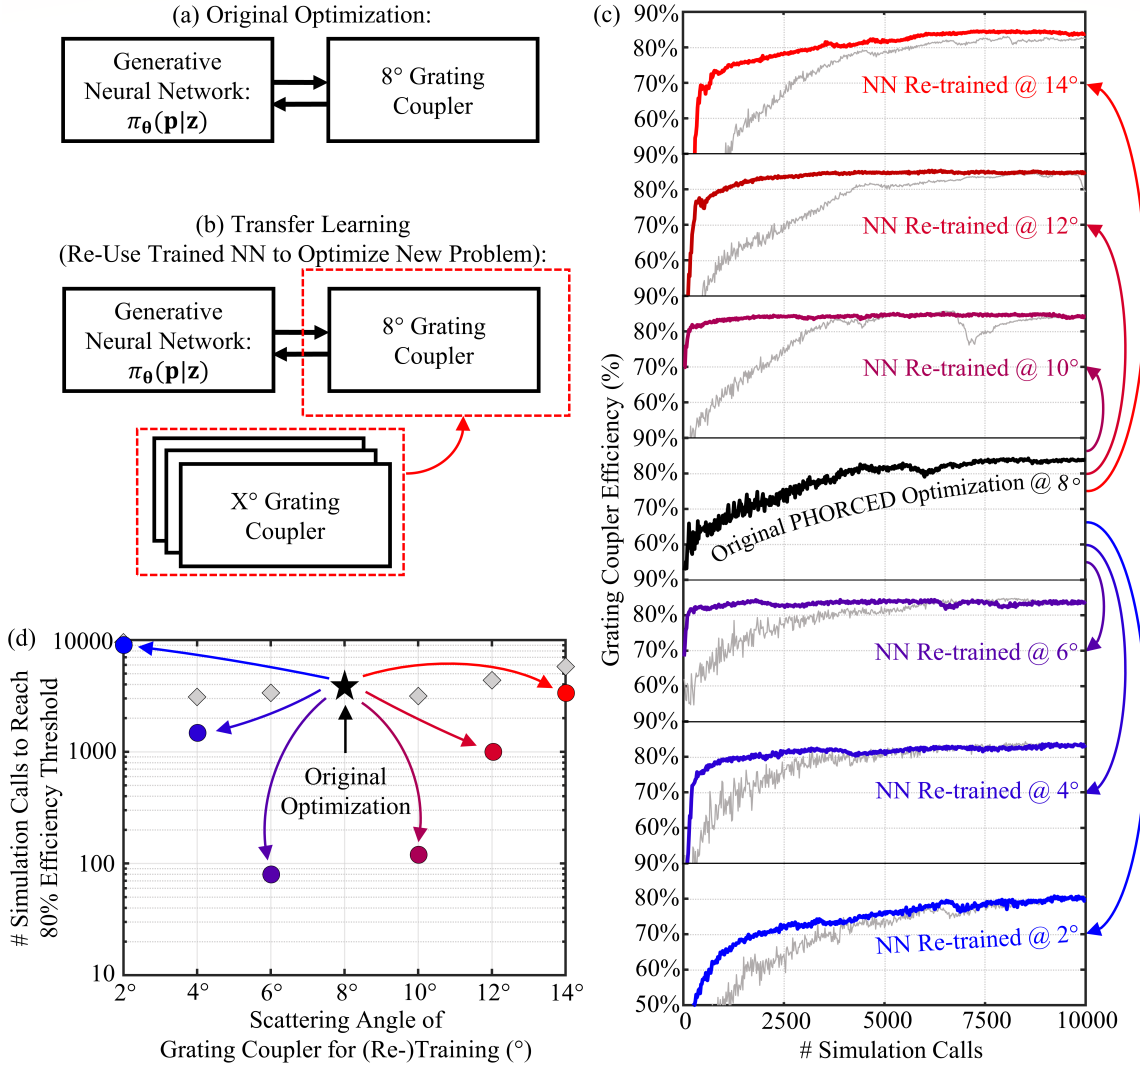 (a) Original Optimization:
Generative
Neural Network:
π_θ(p|z)
8° Grating
Coupler
(b) Transfer Learning
(Re-Use Trained NN to Optimize New Problem):
Generative
Neural Network:
π_θ(p|z)
8° Grating
Coupler
X° Grating
Coupler
(c)
Grating Coupler Efficiency (%)
90%
80%
70%
60%
NN Re-trained @ 14°
90%
80%
70%
60%
NN Re-trained @ 12°
90%
80%
70%
60%
NN Re-trained @ 10°
90%
80%
70%
60%
Original PHORCED Optimization @ 8°
90%
80%
70%
60%
NN Re-trained @ 6°
90%
80%
70%
60%
NN Re-trained @ 4°
90%
80%
70%
60%
50%
NN Re-trained @ 2°
0 2500 5000 7500 10000
# Simulation Calls
(d)
# Simulation Calls to Reach
80% Efficiency Threshold
10000
1000
100
10
Original
Optimization
2° 4° 6° 8° 10° 12° 14°
Scattering Angle of
Grating Coupler for (Re-)Training (°)